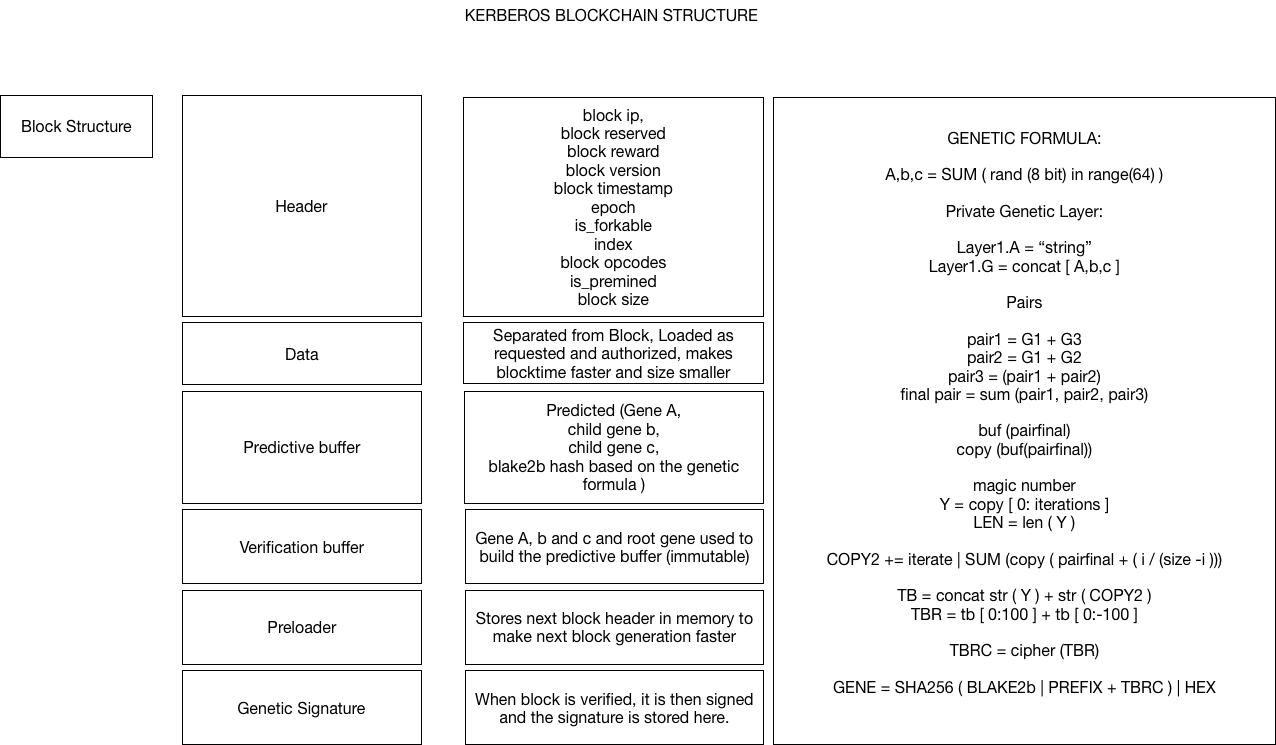 KERBEROS BLOCKCHAIN STRUCTURE
Block Structure
Header
block ip,
block reserved
block reward
block version
block timestamp
epoch
is_forkable
index
block opcodes
is_premined
block size
Data
Separated from Block, Loaded as
requested and authorized, makes
blocktime faster and size smaller
Predictive buffer
Predicted (Gene A,
child gene b,
child gene c,
blake2b hash based on the genetic
formula )
Verification buffer
Gene A, b and c and root gene used to
build the predictive buffer (immutable)
Preloader
Stores next block header in memory to
make next block generation faster
Genetic Signature
When block is verified, it is then signed
and the signature is stored here.
GENETIC FORMULA:
A,b,c = SUM ( rand (8 bit) in range(64) )
Private Genetic Layer:
Layer1.A = “string”
Layer1.G = concat [ A,b,c ]
Pairs
pair1 = G1 + G3
pair2 = G1 + G2
pair3 = (pair1 + pair2)
final pair = sum (pair1, pair2, pair3)
buf (pairfinal)
copy (buf(pairfinal))
magic number
Y = copy [ 0: iterations ]
LEN = len ( Y )
COPY2 += iterate | SUM (copy ( pairfinal + ( i / (size -i )))
TB = concat str ( Y ) + str ( COPY2 )
TBR = tb [ 0:100 ] + tb [ 0:-100 ]
TBRC = cipher (TBR)
GENE = SHA256 ( BLAKE2b | PREFIX + TBRC ) | HEX